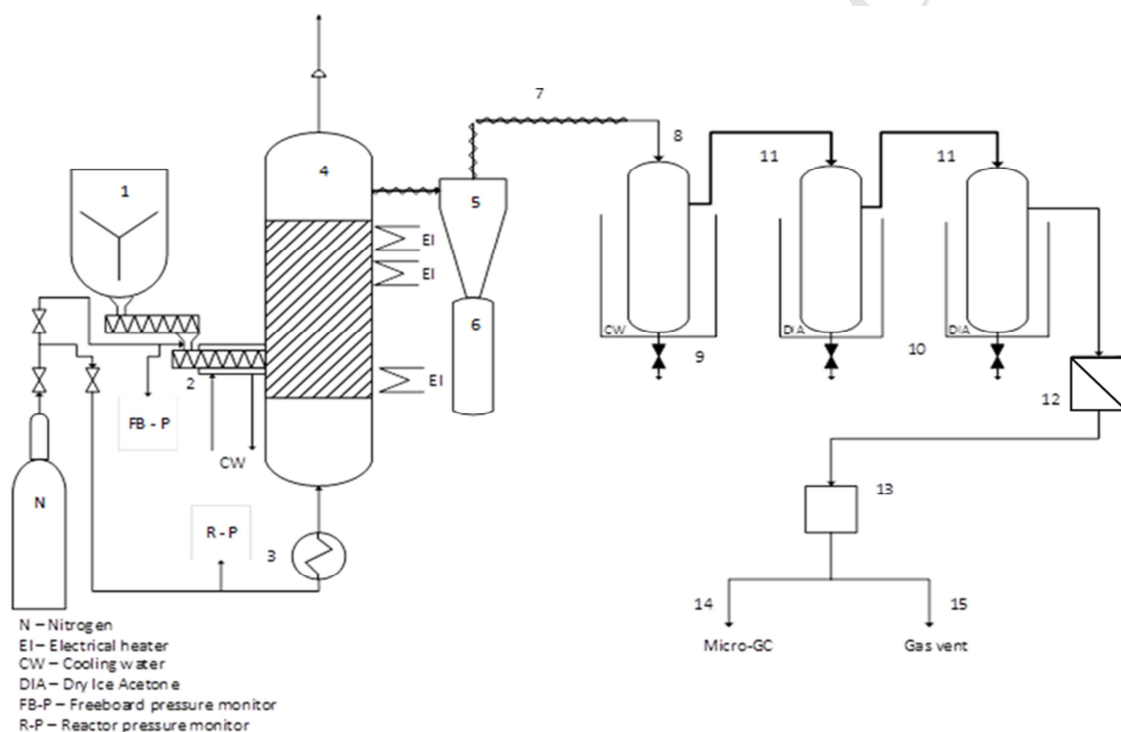 7
8
11
11
1
4
5
EI
EI
6
CW
DIA
DIA
9
10
2
EI
12
FB - P
CW
N
R - P
3
13
14
15
Micro-GC
Gas vent
N – Nitrogen
EI – Electrical heater
CW – Cooling water
DIA – Dry Ice Acetone
FB-P – Freeboard pressure monitor
R-P – Reactor pressure monitor